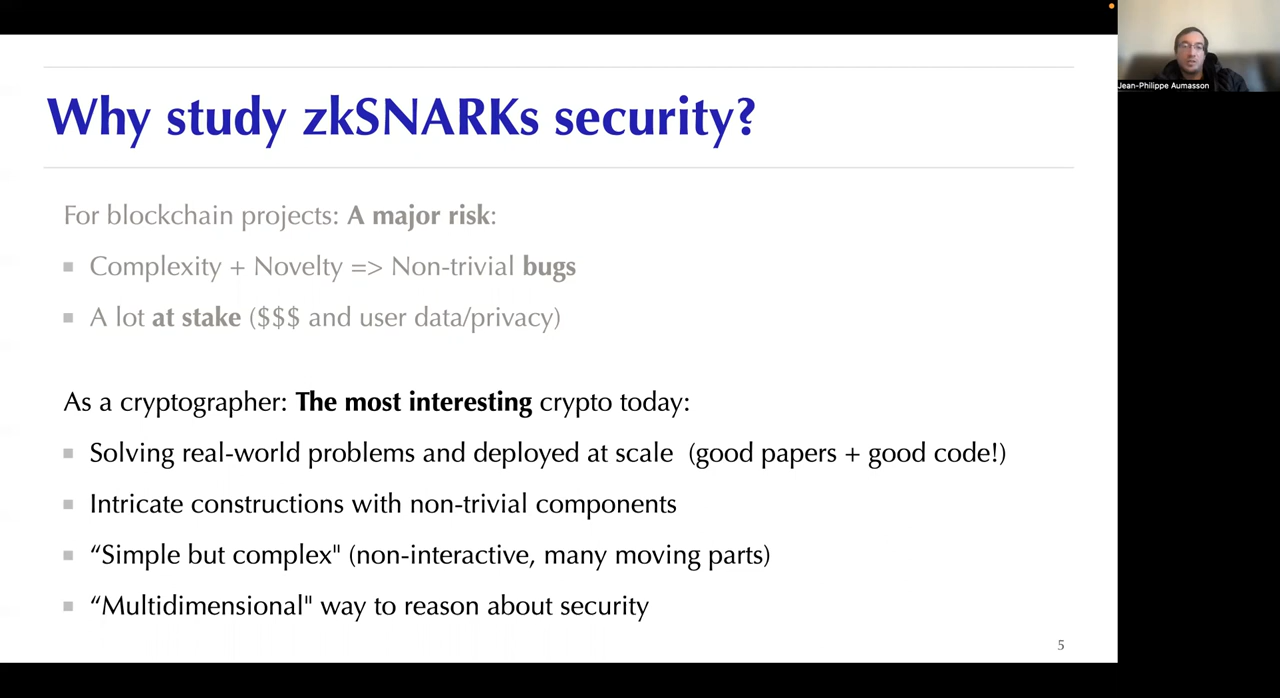 Why study zkSNARKs security?
For blockchain projects: A major risk:
▪ Complexity + Novelty => Non-trivial bugs
▪ A lot at stake ($$$ and user data/privacy)
As a cryptographer: The most interesting crypto today:
▪ Solving real-world problems and deployed at scale (good papers + good code!)
▪ Intricate constructions with non-trivial components
▪ “Simple but complex" (non-interactive, many moving parts)
▪ “Multidimensional" way to reason about security
5
Jean-Philippe Aumasson